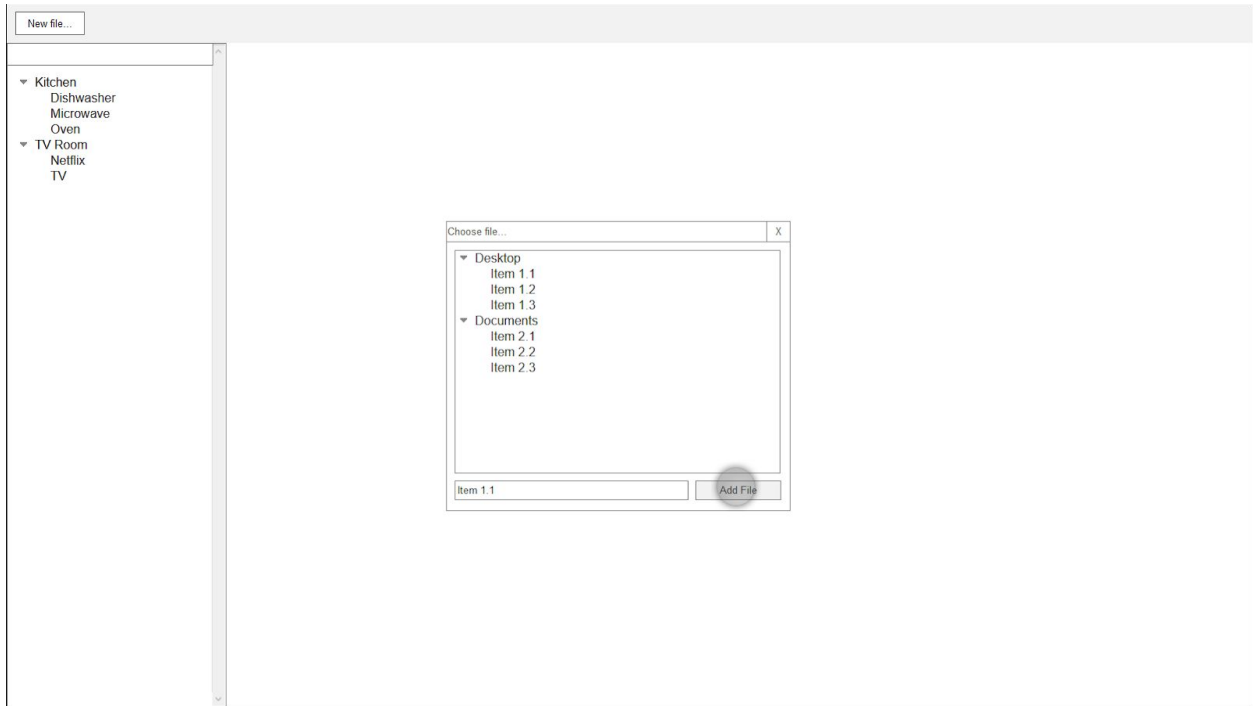 New file...
Kitchen
Dishwasher
Microwave
Oven
TV Room
Netflix
TV
Choose file...
X
Desktop
Item 1.1
Item 1.2
Item 1.3
Documents
Item 2.1
Item 2.2
Item 2.3
Item 1.1
Add File